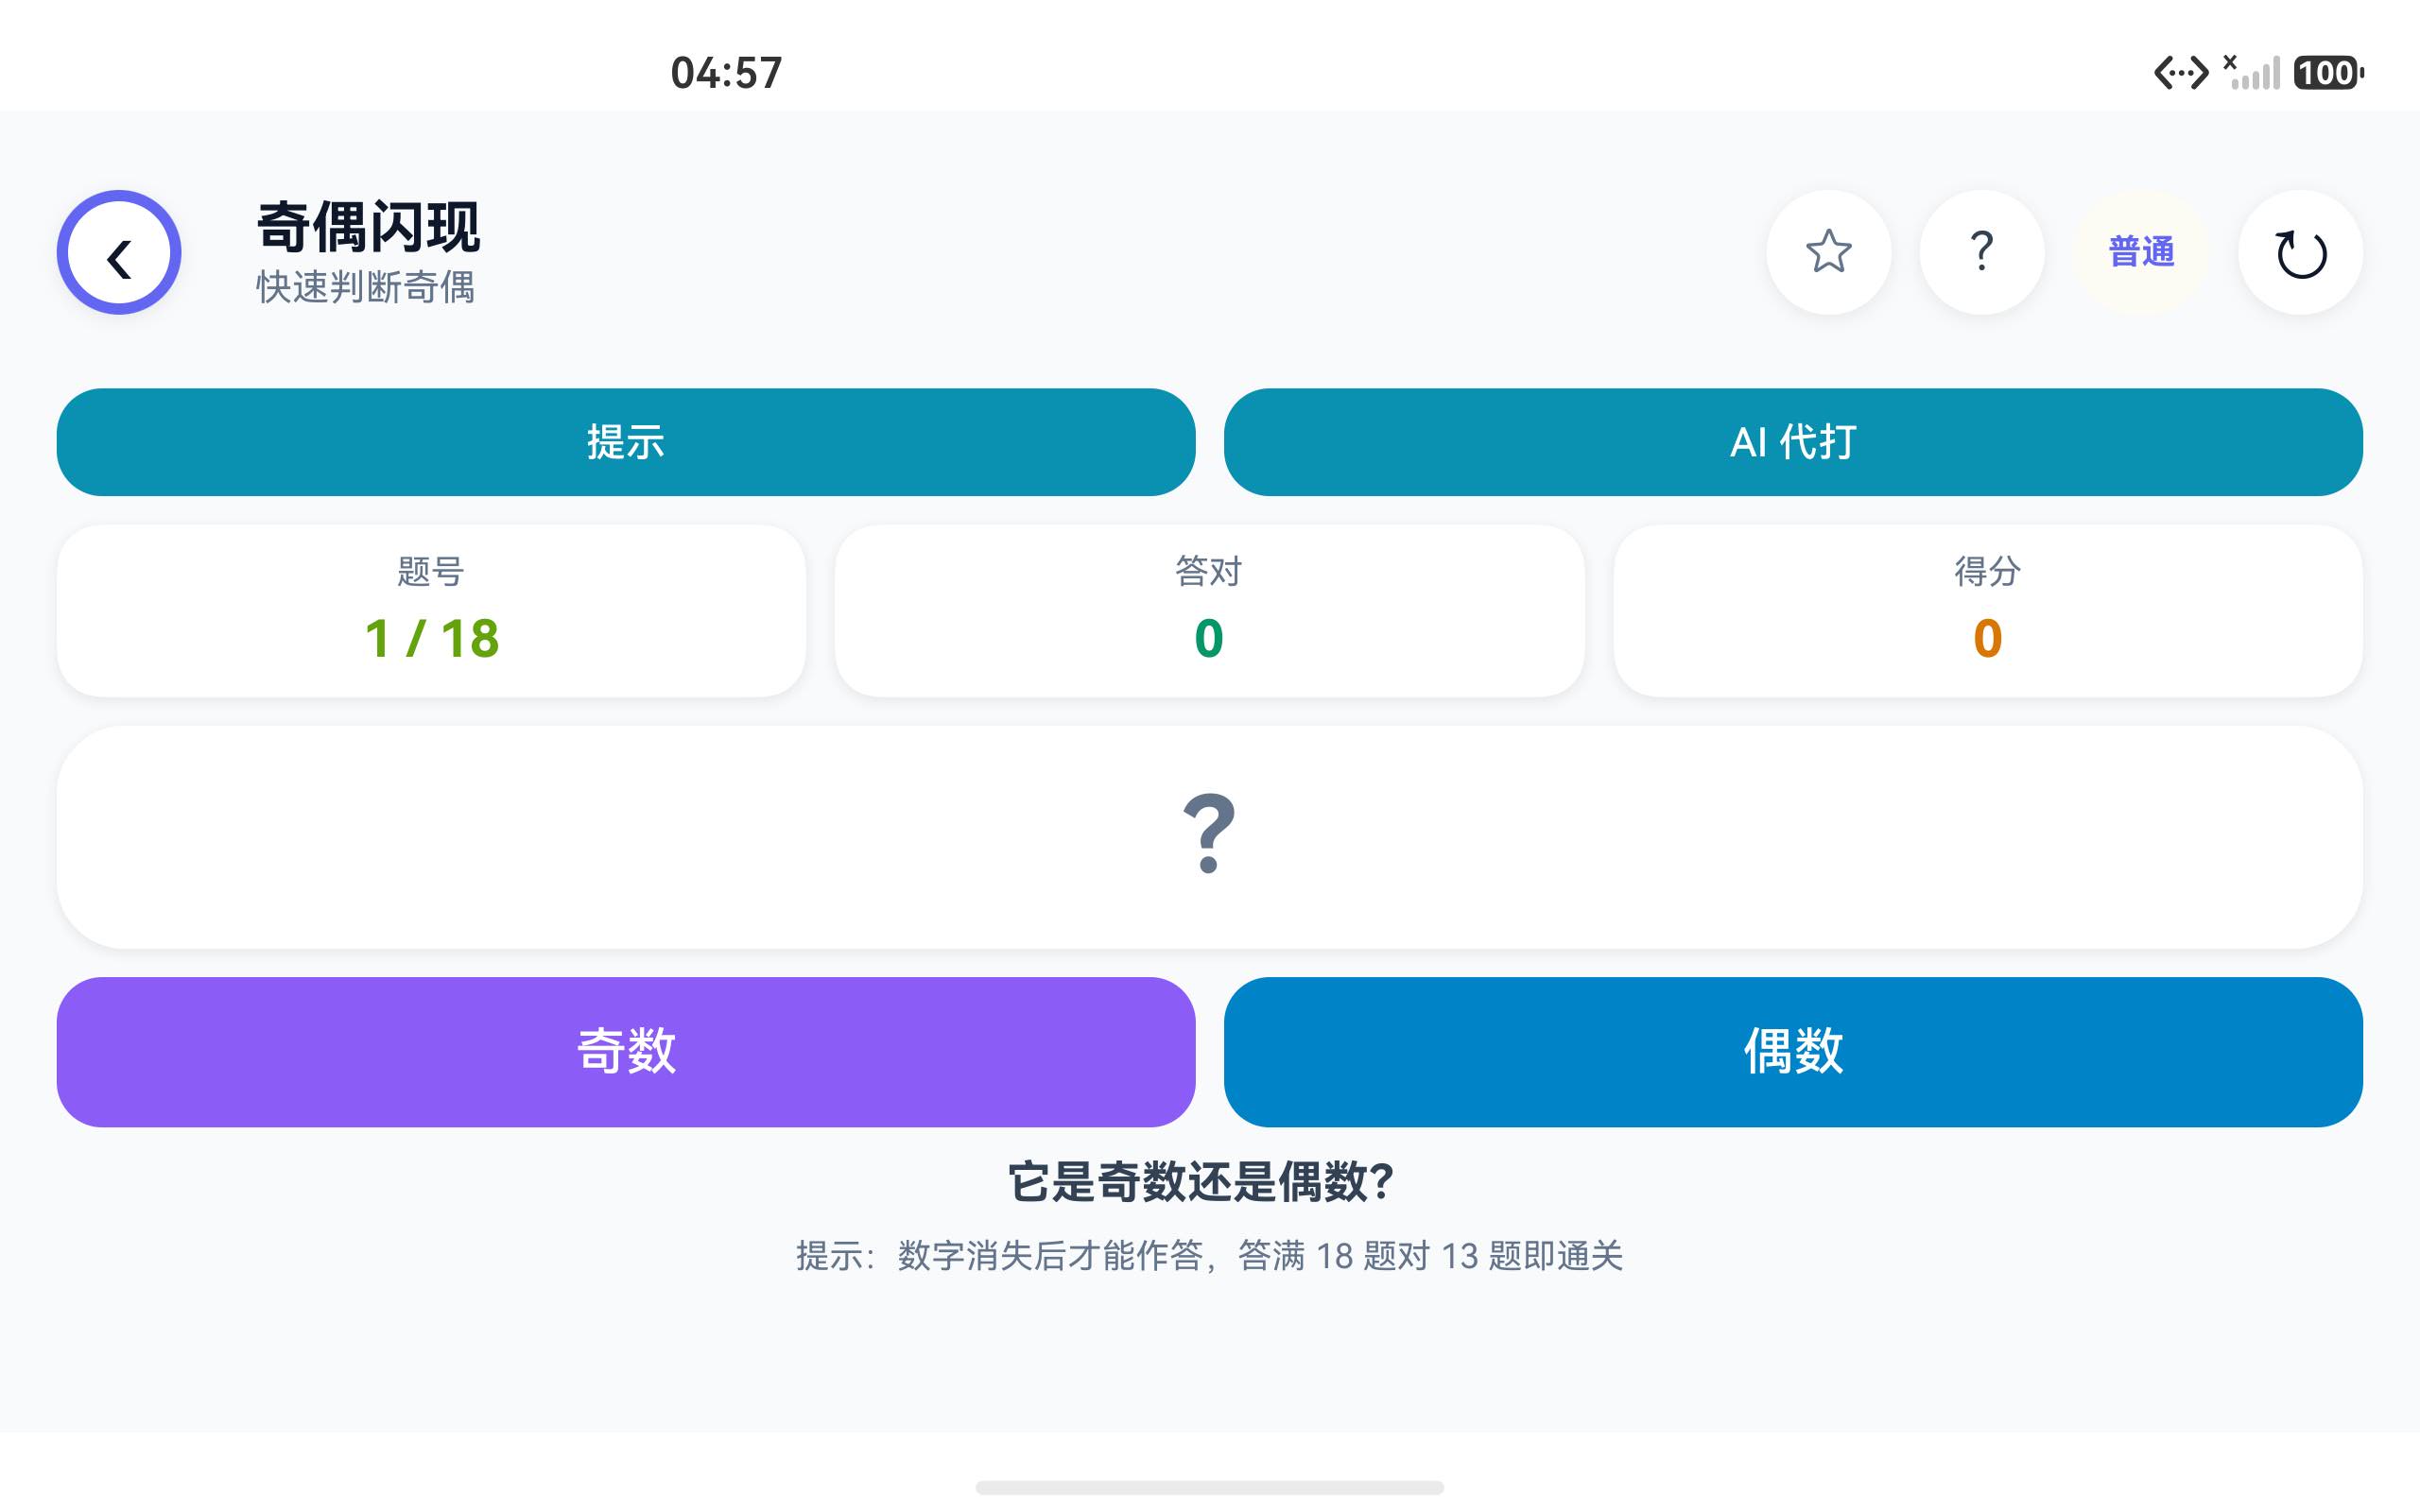 04:57
100
奇偶闪现
快速判断奇偶
?
普通
提示
AI 代打
题号
答对
得分
1 / 18
0
0
?
奇数
偶数
它是奇数还是偶数?
提示：数字消失后才能作答，答满 18 题对 13 题即通关